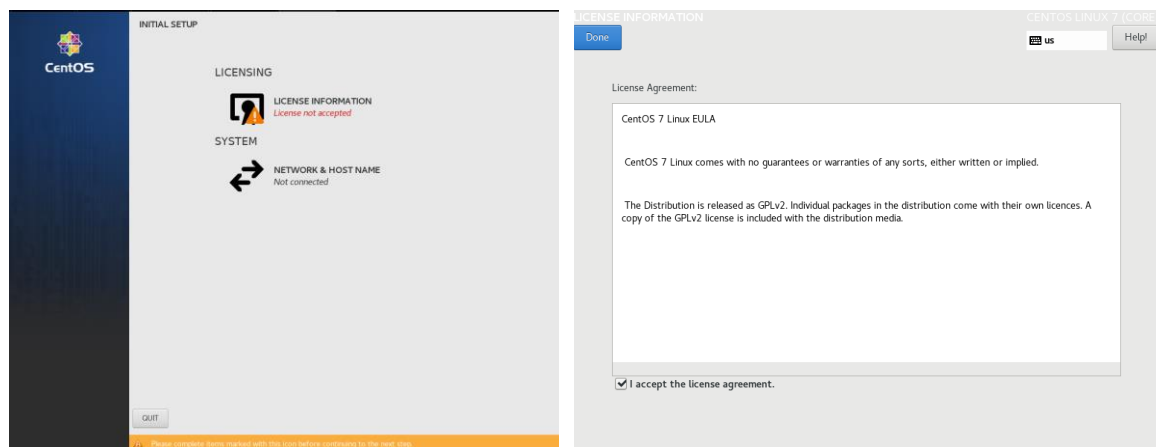 INITIAL SETUP
CentOS
LICENSING
LICENSE INFORMATION
License not accepted
SYSTEM
NETWORK & HOST NAME
Not connected
QUIT
Please complete items marked with this icon before continuing to the next step.
LICENSE INFORMATION
CENTOS LINUX 7 (CORE
Done
us
Help!
License Agreement:
CentOS 7 Linux EULA
CentOS 7 Linux comes with no guarantees or warranties of any sorts, either written or implied.
The Distribution is released as GPLv2. Individual packages in the distribution come with their own licences. A
copy of the GPLv2 license is included with the distribution media.
I accept the license agreement.